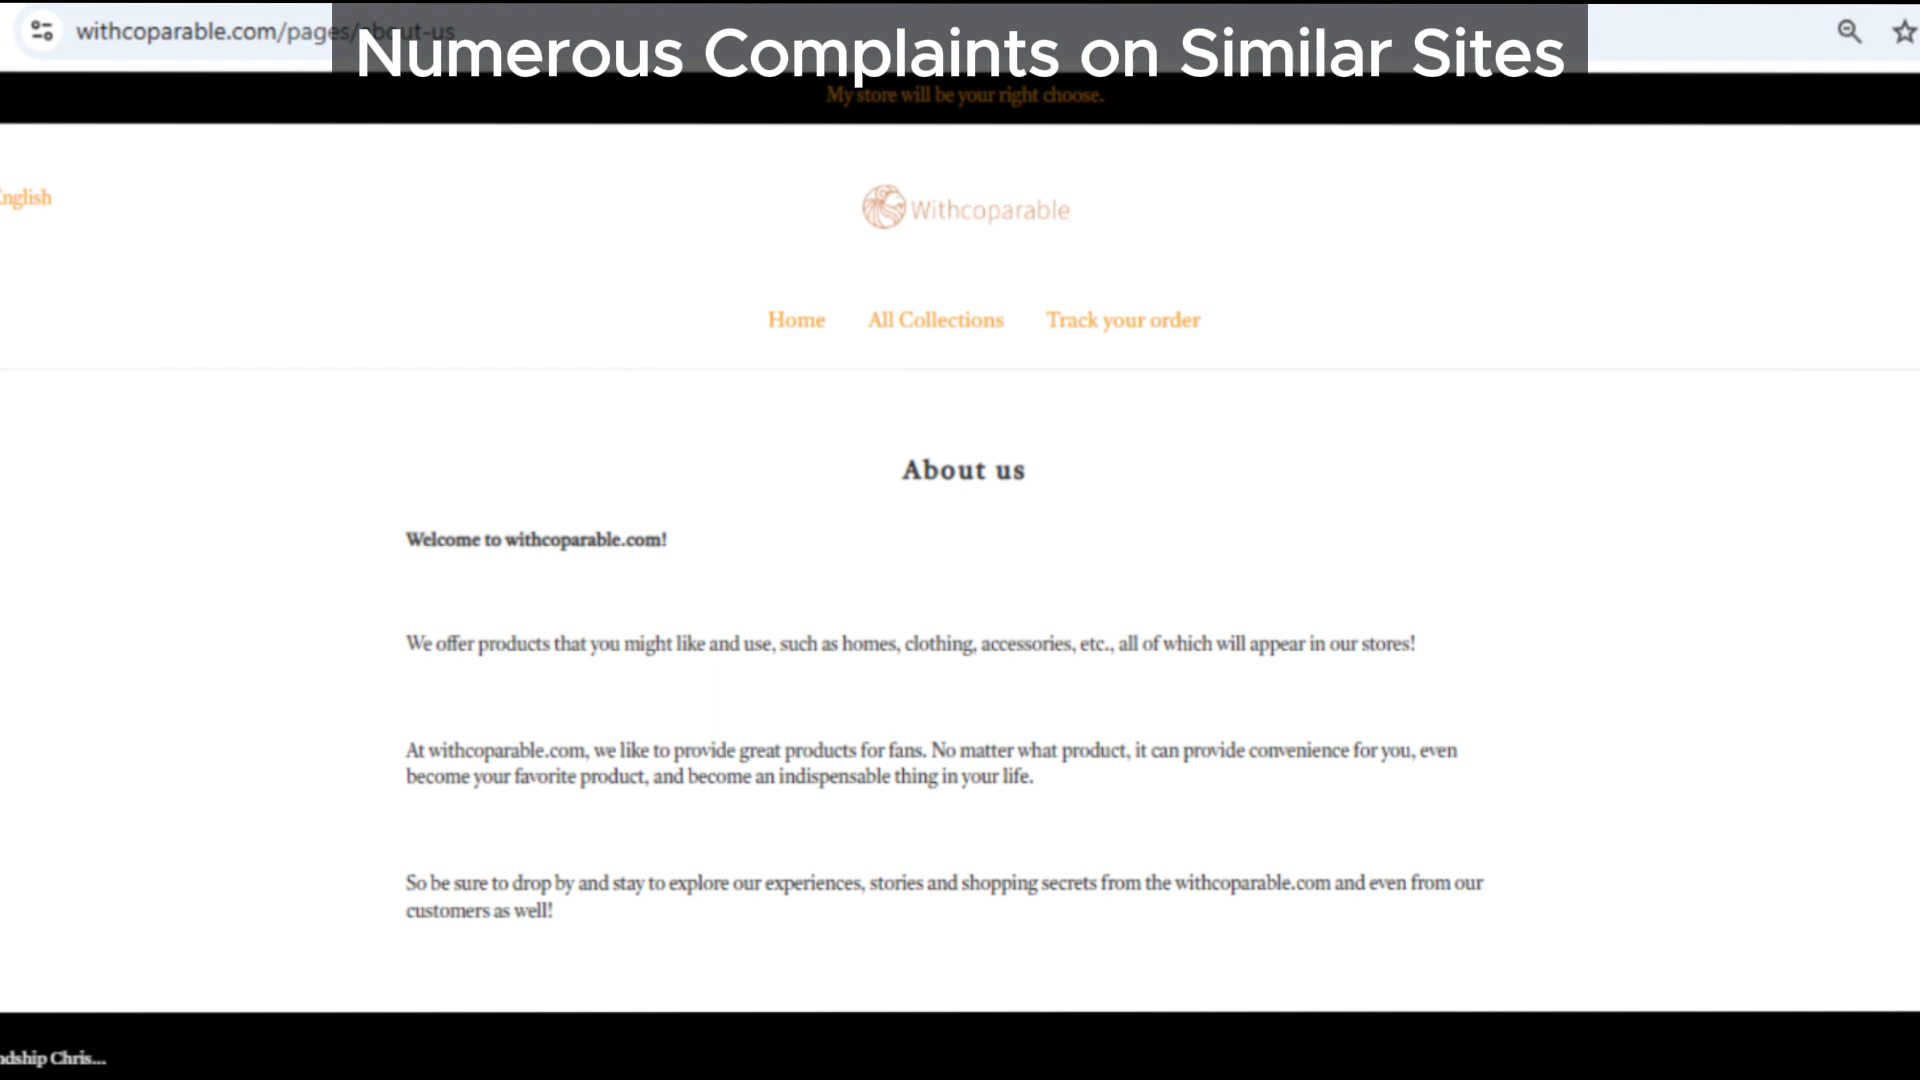 withcoparable.com/pages/about-us
Numerous Complaints on Similar Sites
My store will be your right choose.
English
Withcoparable
Home All Collections Track your order
About us
Welcome to withcoparable.com!
We offer products that you might like and use, such as homes, clothing, accessories, etc., all of which will appear in our stores!
At withcoparable.com, we like to provide great products for fans. No matter what product, it can provide convenience for you, even
become your favorite product, and become an indispensable thing in your life.
So be sure to drop by and stay to explore our experiences, stories and shopping secrets from the withcoparable.com and even from our
customers as well!
ndship Chris...